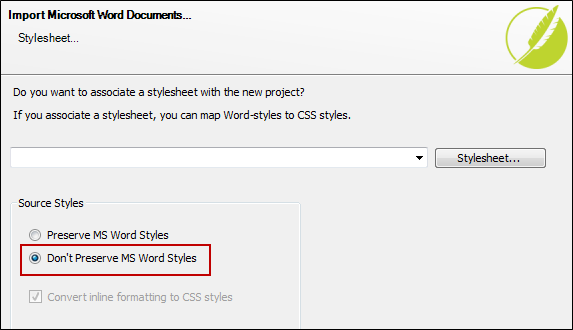 Import Microsoft Word Documents...
Stylesheet...
Do you want to associate a stylesheet with the new project?
If you associate a stylesheet, you can map Word-styles to CSS styles.
Stylesheet...
Source Styles
Preserve MS Word Styles
Don't Preserve MS Word Styles
Convert inline formatting to CSS styles